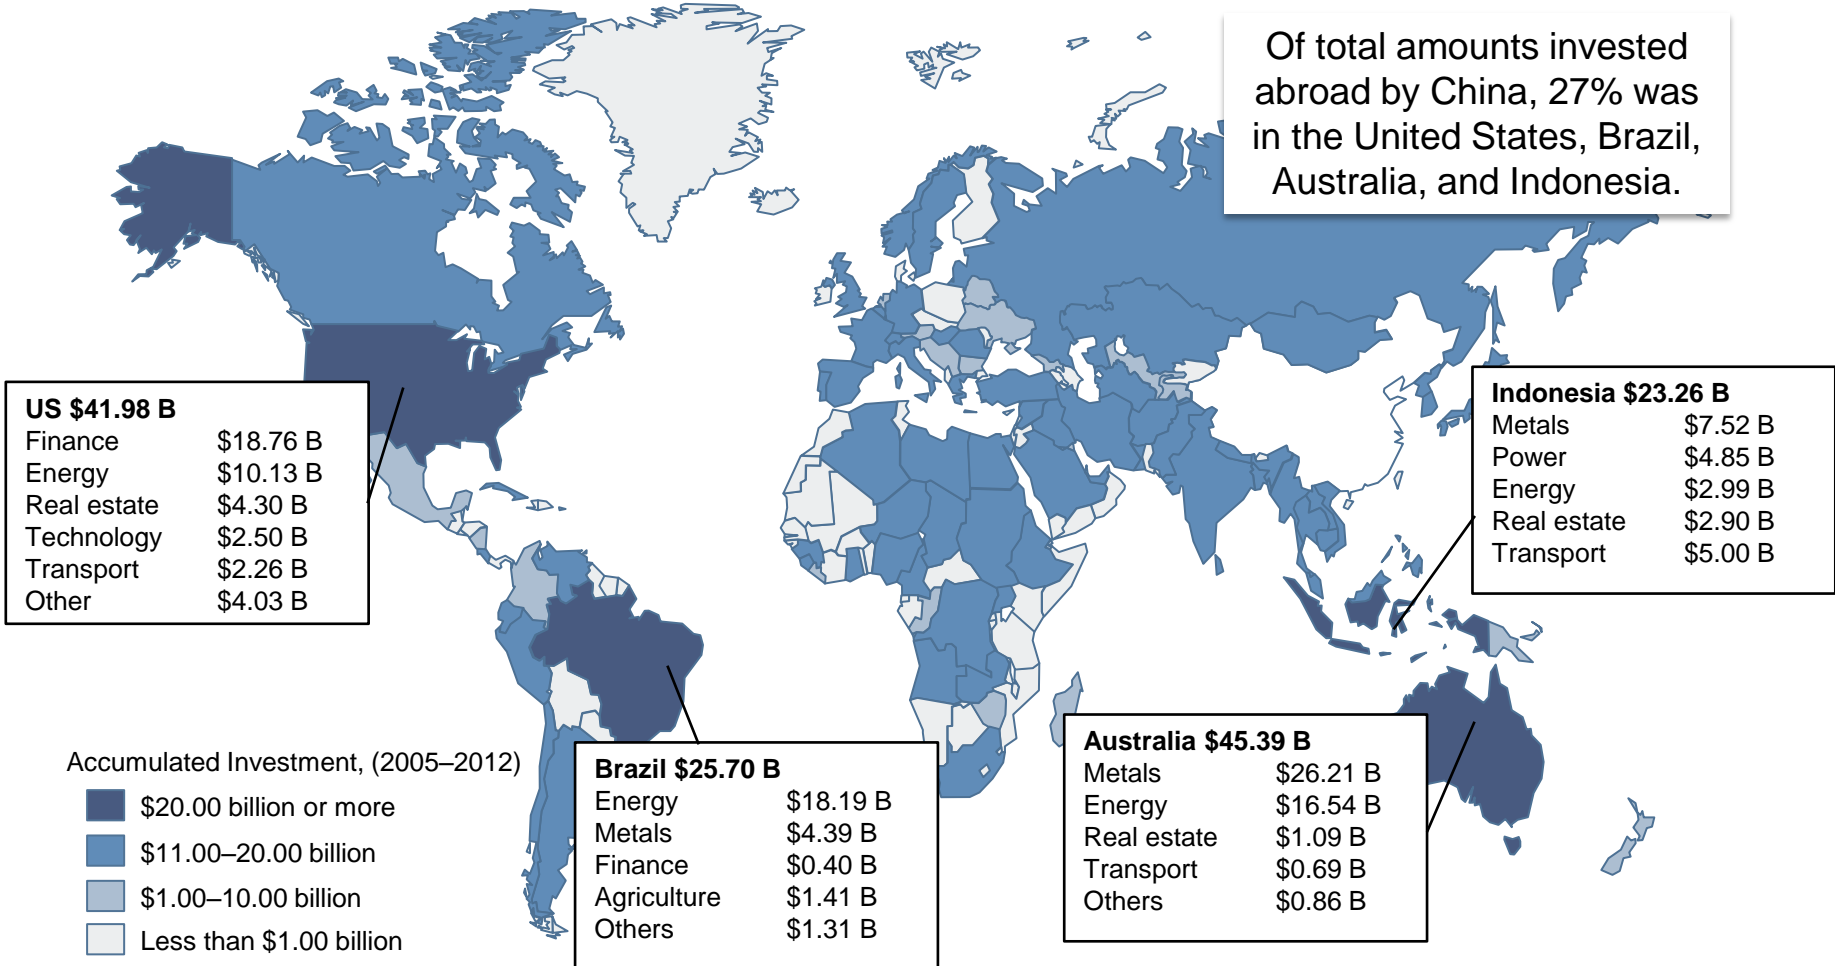 Of total amounts invested
abroad by China, 27% was
in the United States, Brazil,
Australia, and Indonesia.
US $41.98 B
Finance $18.76 B
Energy $10.13 B
Real estate $4.30 B
Technology $2.50 B
Transport $2.26 B
Other $4.03 B
Indonesia $23.26 B
Metals $7.52 B
Power $4.85 B
Energy $2.99 B
Real estate $2.90 B
Transport $5.00 B
Brazil $25.70 B
Energy $18.19 B
Metals $4.39 B
Finance $0.40 B
Agriculture $1.41 B
Others $1.31 B
Australia $45.39 B
Metals $26.21 B
Energy $16.54 B
Real estate $1.09 B
Transport $0.69 B
Others $0.86 B
Accumulated Investment, (2005–2012)
$20.00 billion or more
$11.00–20.00 billion
$1.00–10.00 billion
Less than $1.00 billion